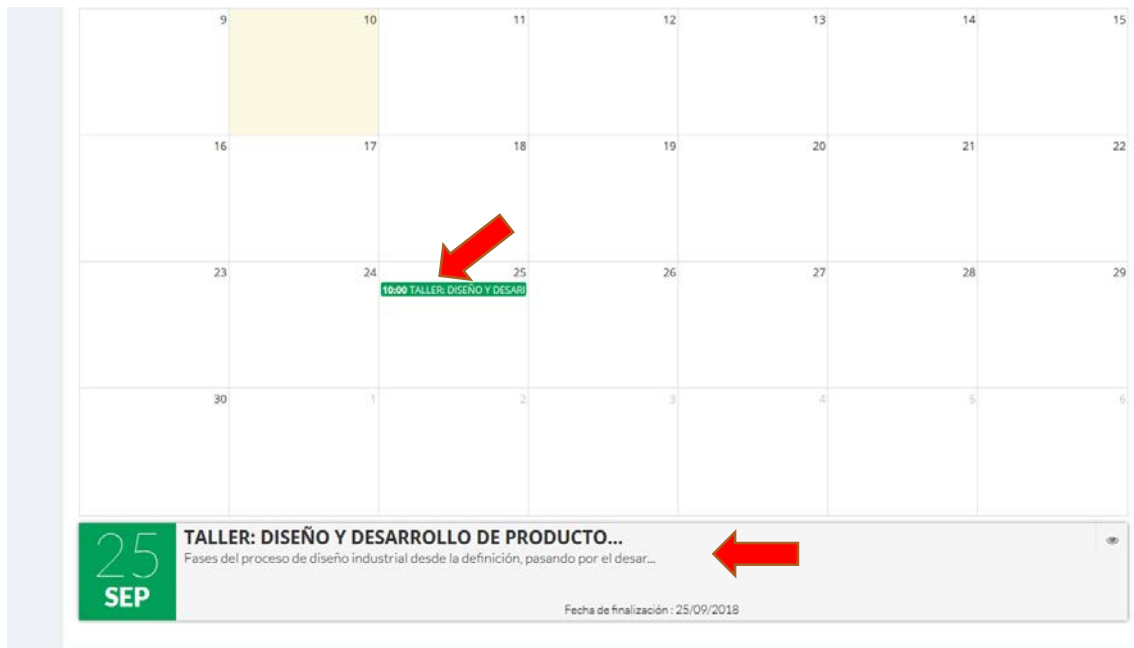 9 10 11 12 13 14 15
16 17 18 19 20 21 22
23 24 25 26 27 28 29
10:00 TALLER: DISEÑO Y DESARI
30 1 2 3 4 5 6
25
SEP
TALLER: DISEÑO Y DESARROLLO DE PRODUCTO...
Fases del proceso de diseño industrial desde la definición, pasando por el desar...
Fecha de finalización : 25/09/2018